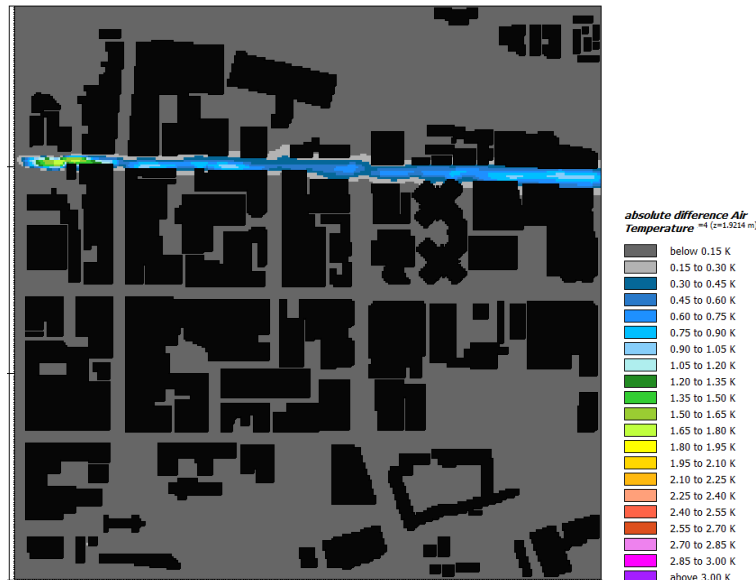 absolute difference Air
Temperature =4 (z=1.9214 m)
below 0.15 K
0.15 to 0.30 K
0.30 to 0.45 K
0.45 to 0.60 K
0.60 to 0.75 K
0.75 to 0.90 K
0.90 to 1.05 K
1.05 to 1.20 K
1.20 to 1.35 K
1.35 to 1.50 K
1.50 to 1.65 K
1.65 to 1.80 K
1.80 to 1.95 K
1.95 to 2.10 K
2.10 to 2.25 K
2.25 to 2.40 K
2.40 to 2.55 K
2.55 to 2.70 K
2.70 to 2.85 K
2.85 to 3.00 K
above 3.00 K